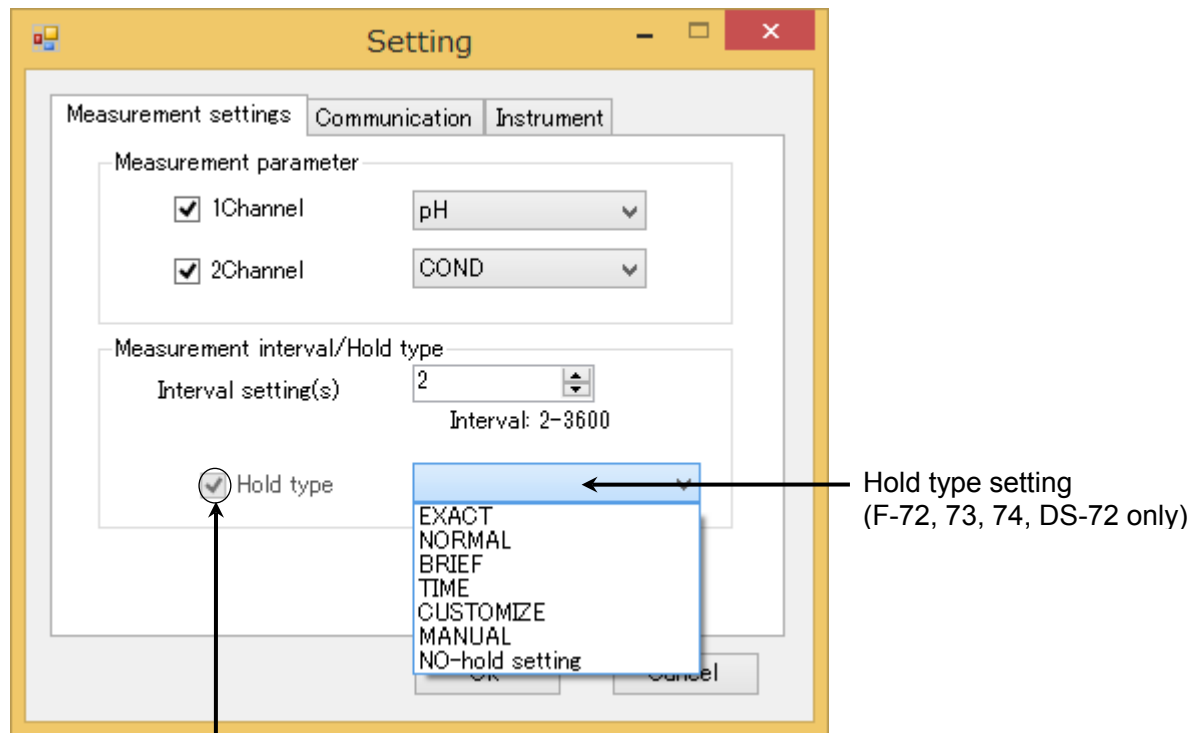 Setting
Measurement settings Communication Instrument
Measurement parameter
1Channel pH
2Channel COND
Measurement interval/Hold type
Interval setting(s) 2
Interval: 2-3600
Hold type
Hold type setting
(F-72, 73, 74, DS-72 only)
EXACT
NORMAL
BRIEF
TIME
CUSTOMIZE
MANUAL
NO-hold setting
Cancel